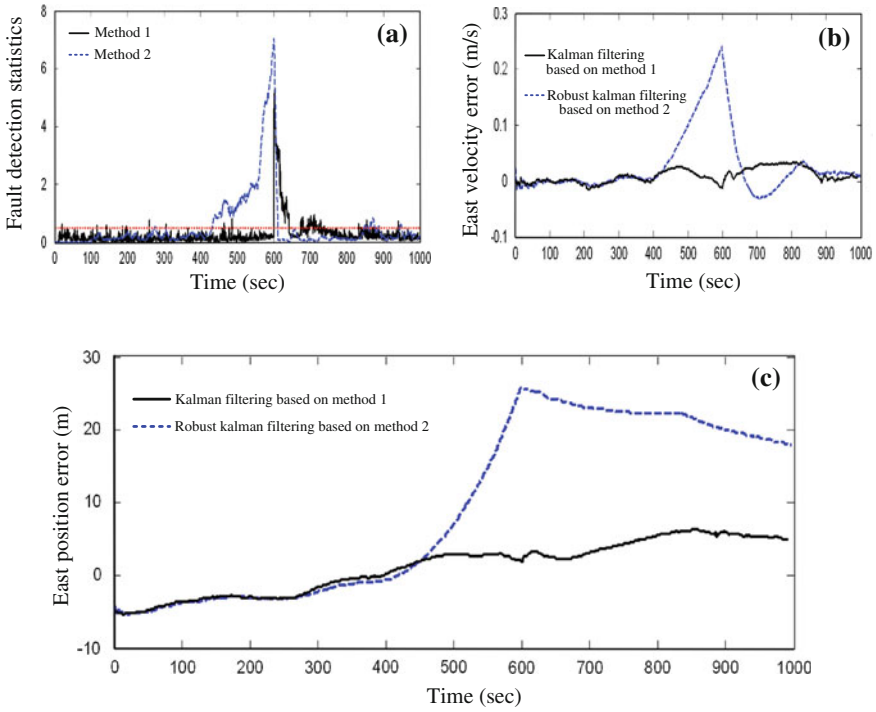 (a)
Method 1
Method 2
Fault detection statistics
8
6
4
2
0
0 100 200 300 400 500 600 700 800 900 1000
Time (sec)
(b)
Kalman filtering
based on method 1
Robust kalman filtering
based on method 2
East velocity error (m/s)
0.3
0.2
0.1
0
-0.1
0 100 200 300 400 500 600 700 800 900 1000
Time (sec)
(c)
Kalman filtering based on method 1
Robust kalman filtering based on method 2
East position error (m)
30
20
10
0
-10
0 100 200 300 400 500 600 700 800 900 1000
Time (sec)